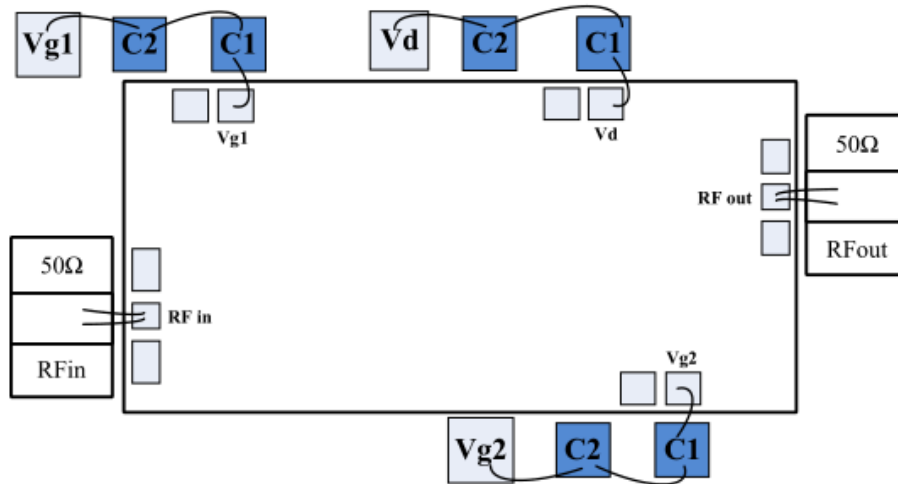 Vg1 C2 C1 Vd C2 C1
Vg1 Vd
50Ω
RF out
RFout
50Ω
RF in
RFin
Vg2
Vg2 C2 C1